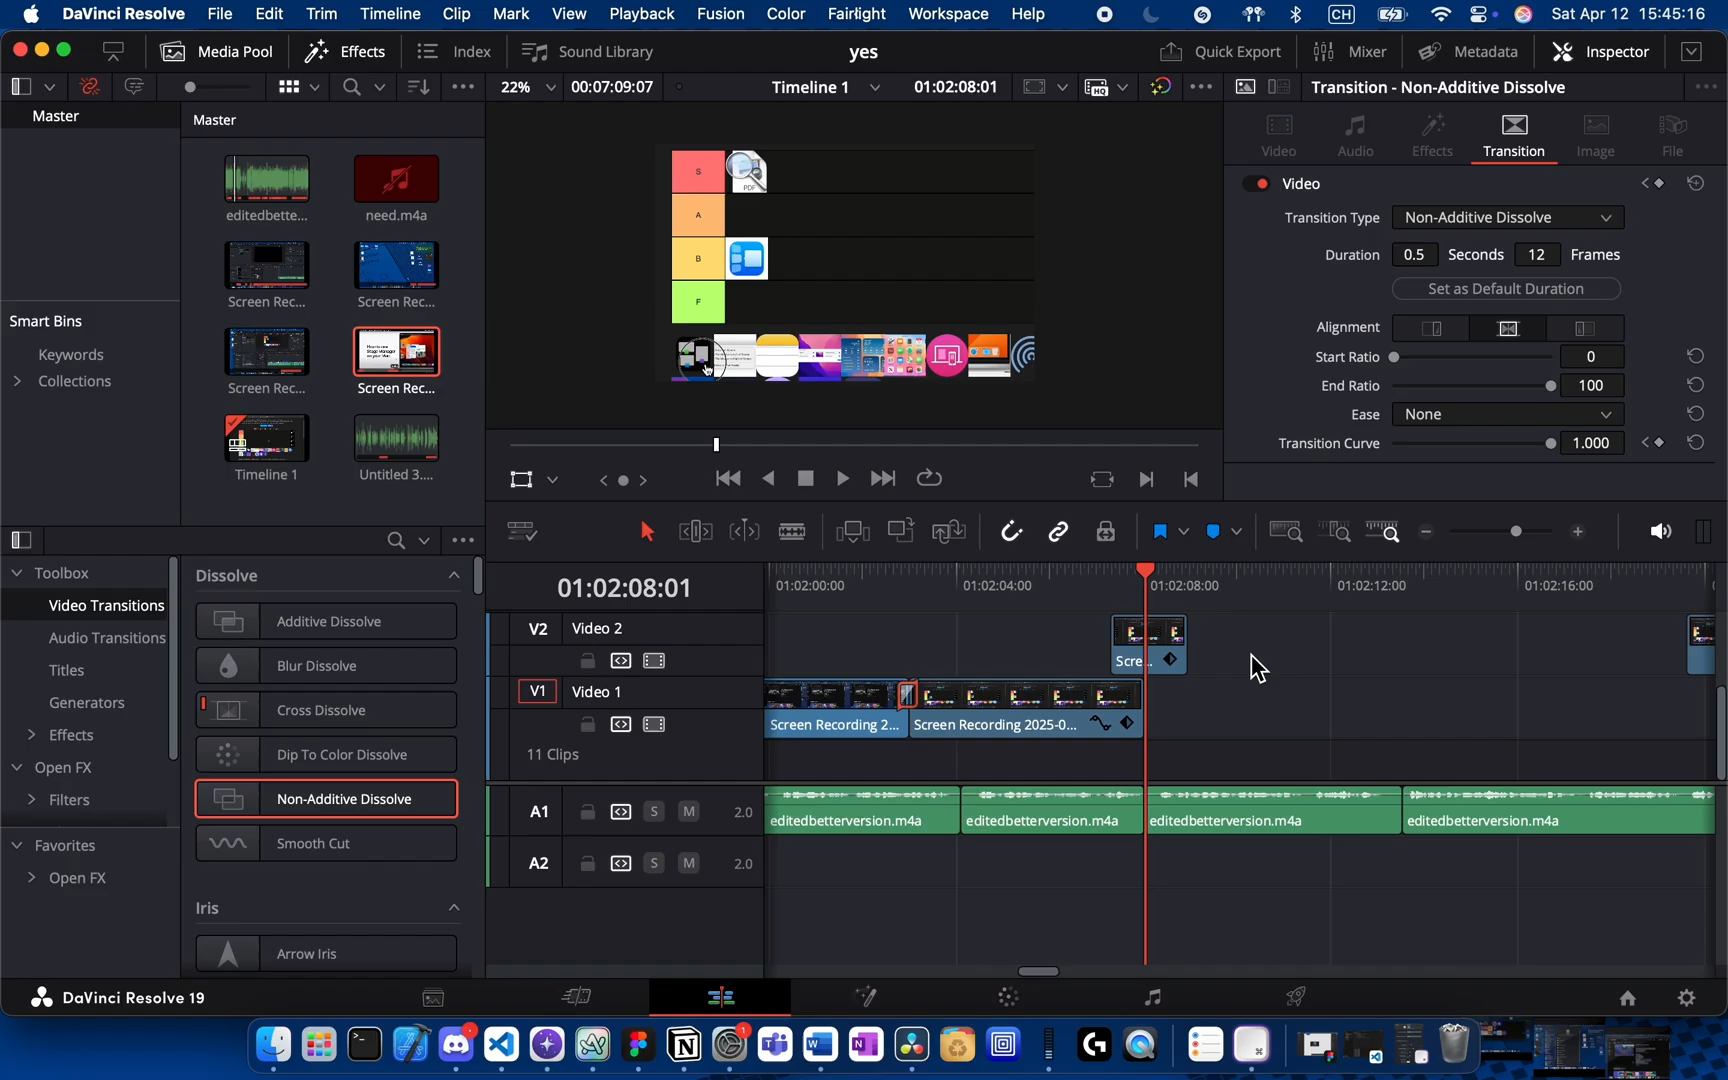 DaVinci Resolve File Edit Trim Timeline Clip Mark View Playback Fusion Color Fairlight Workspace Help CH Sat Apr 12 15:45:16
Media Pool Effects Index Sound Library yes Quick Export Mixer Metadata Inspector
22% 00:07:09:07 Timeline 1 01:02:08:01 HQ Transition - Non-Additive Dissolve
Master
Master
editedbette...
need.m4a
Screen Rec...
Screen Rec...
Smart Bins
Keywords
Collections
Screen Rec...
Screen Rec...
Timeline 1
Untitled 3....
S
PDF
A
B
F
Video
Audio
Effects
Transition
Image
File
Video
Transition Type Non-Additive Dissolve
Duration 0.5 Seconds 12 Frames
Set as Default Duration
Alignment
Start Ratio 0
End Ratio 100
Ease None
Transition Curve 1.000
Toolbox
Video Transitions
Audio Transitions
Titles
Generators
Effects
Open FX
Filters
Favorites
Open FX
Dissolve
Additive Dissolve
Blur Dissolve
Cross Dissolve
Dip To Color Dissolve
Non-Additive Dissolve
Smooth Cut
Iris
Arrow Iris
01:02:08:01
01:02:00:00 01:02:04:00 01:02:08:00 01:02:12:00 01:02:16:00
V2 Video 2
Scre...
V1 Video 1
Screen Recording 2... Screen Recording 2025-0...
11 Clips
A1 S M 2.0
editedbetterversion.m4a editedbetterversion.m4a editedbetterversion.m4a editedbetterversion.m4a
A2 S M 2.0
DaVinci Resolve 19